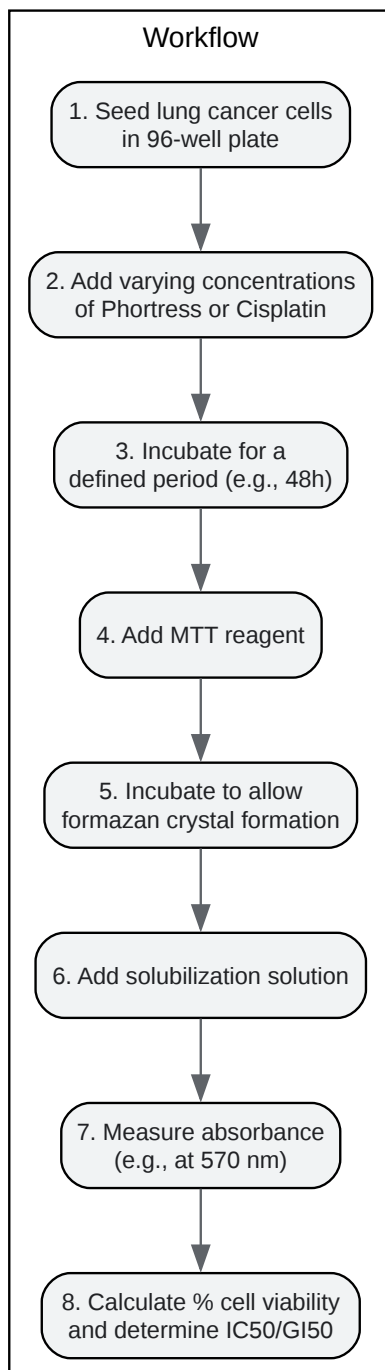 Workflow
1. Seed lung cancer cells
in 96-well plate
2. Add varying concentrations
of Phortress or Cisplatin
3. Incubate for a
defined period (e.g., 48h)
4. Add MTT reagent
5. Incubate to allow
formazan crystal formation
6. Add solubilization solution
7. Measure absorbance
(e.g., at 570 nm)
8. Calculate % cell viability
and determine IC50/GI50